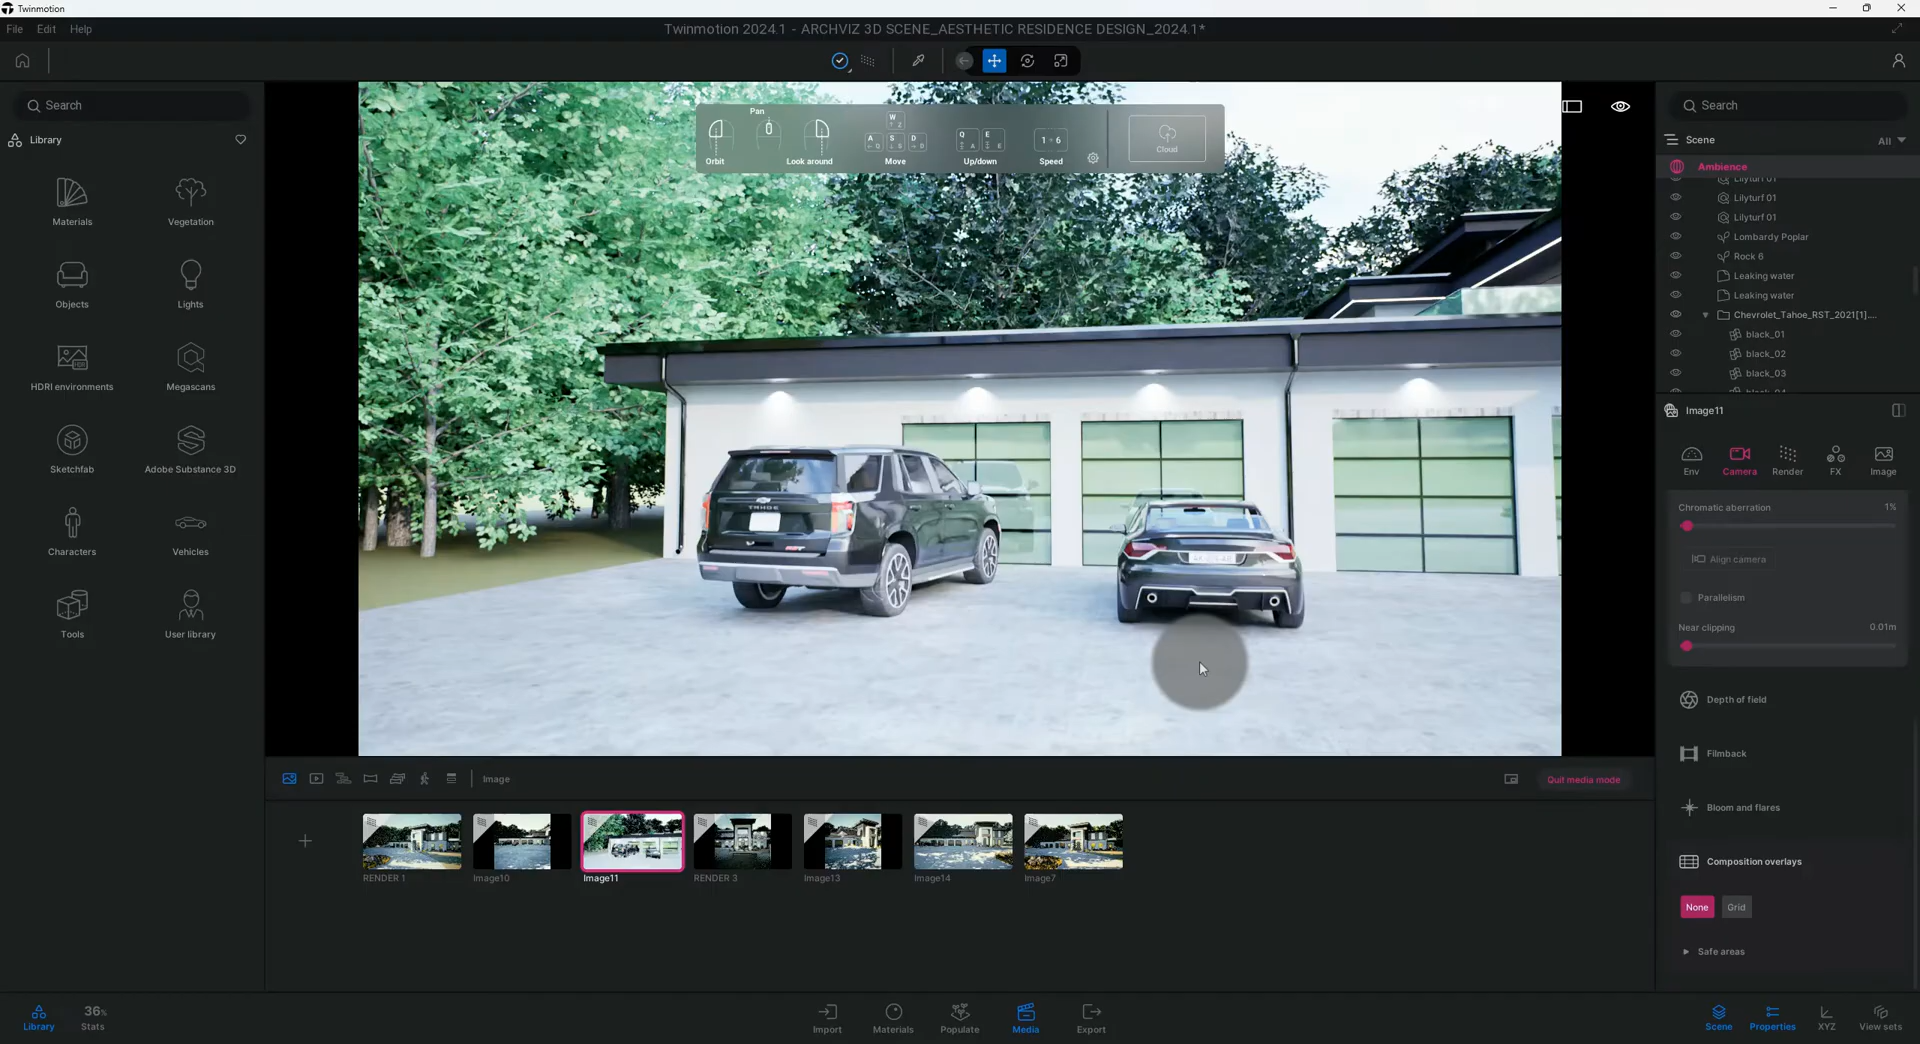 Twinmotion
File Edit Help
Twinmotion 2024.1 - ARCHVIZ 3D SCENE_AESTHETIC RESIDENCE DESIGN_2024.1*
Search
Library
Materials
Vegetation
Objects
Lights
HDRI environments
Megascans
Sketchfab
Adobe Substance 3D
Characters
Vehicles
Tools
User library
Pan
Orbit
Look around
W
A S D
Move
Q E
Up/down
1 - 6
Speed
Cloud
TAHOE
RST
Search
Scene
All
Ambience
Lilyturf 01
Lilyturf 01
Lilyturf 01
Lombardy Poplar
Rock 6
Leaking water
Leaking water
Chevrolet_Tahoe_RST_2021[1]....
black_01
black_02
black_03
Image11
Env Camera Render FX Image
Chromatic aberration 1%
Align camera
Parallelism
Near clipping 0.01m
Depth of field
Filmback
Bloom and flares
Composition overlays
None Grid
Safe areas
Image
Quit media mode
RENDER 1 Image10 Image11 RENDER 3 Image13 Image14 Image7
Library
36%
Stats
Import Materials Populate Media Export
Scene Properties XYZ View sets